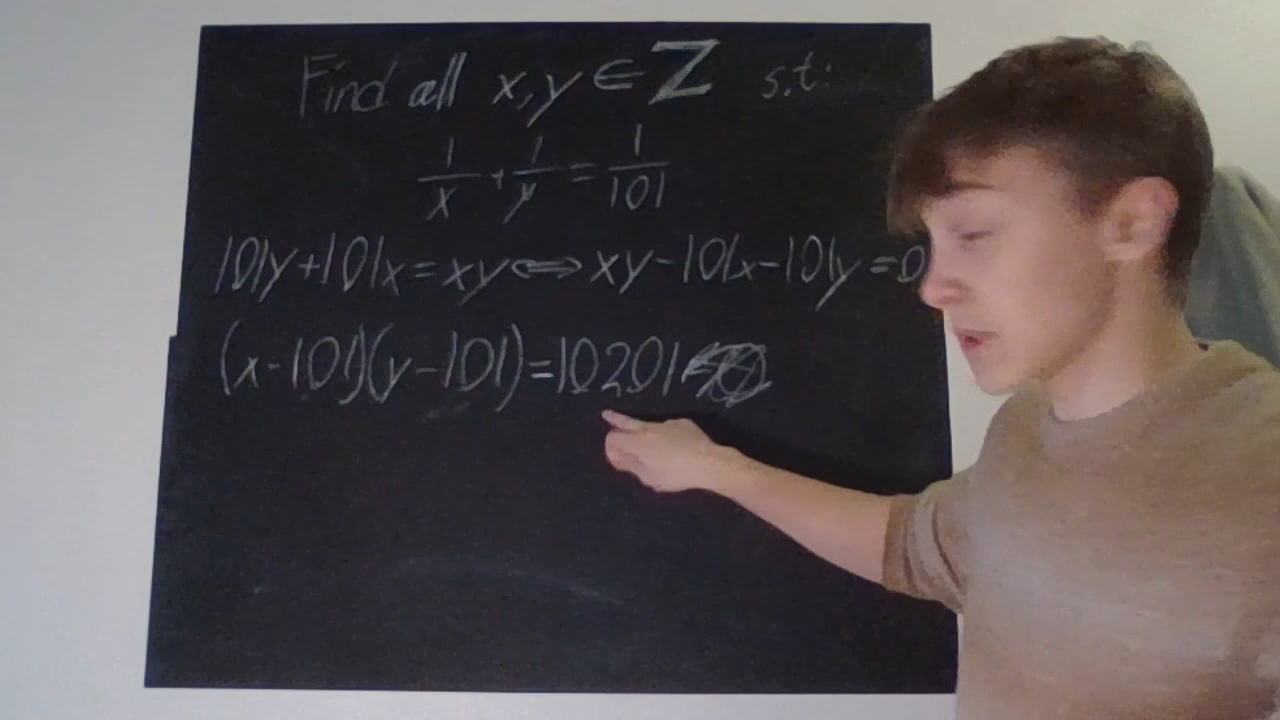 Find all x,y ∈ Z s.t:
1/x + 1/y = 1/101
101y+101x=xy⟺xy-101x-101y=0
(x-101)(y-101)=10201